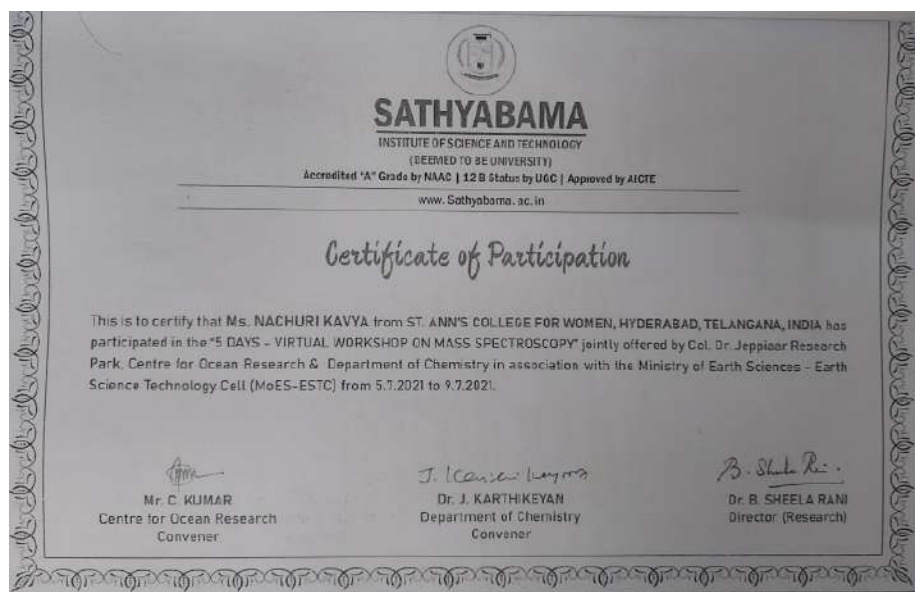 SATHYABAMA
INSTITUTE OF SCIENCE AND TECHNOLOGY
(DEEMED TO BE UNIVERSITY)
Accredited "A" Grade by NAAC | 12B Status by UGC | Approved by AICTE
www.Sathyabama.ac.in
Certificate of Participation
This is to certify that Ms. NACHURI KAVYA from ST. ANN'S COLLEGE FOR WOMEN, HYDERABAD, TELANGANA, INDIA has
participated in the "5 DAYS - VIRTUAL WORKSHOP ON MASS SPECTROSCOPY" jointly offered by Col. Dr. Jeppiaar Research
Park, Centre for Ocean Research & Department of Chemistry in association with the Ministry of Earth Sciences - Earth
Science Technology Cell (MoES-ESTC) from 5.7.2021 to 9.7.2021.
J. B. Sheela Rani
Mr. C. KUMAR Dr. J. KARTHIKEYAN Dr. B. SHEELA RANI
Centre for Ocean Research Department of Chemistry Director (Research)
Convener Convener